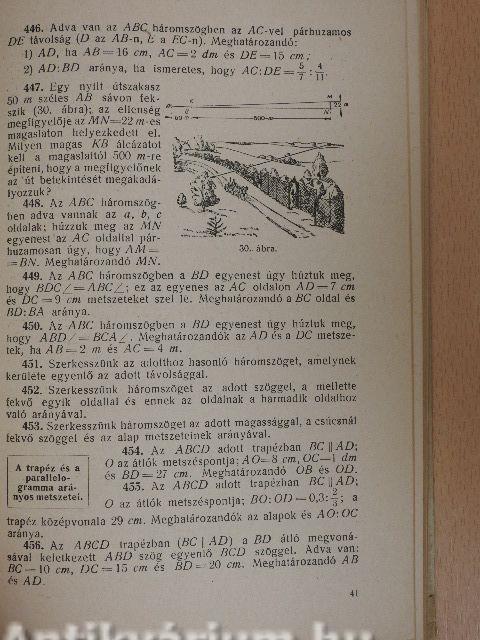 446. Adva van az ABC háromszögben az AC-vel párhuzamos
DE távolság (D az AB-n, E a EC-n). Meghatározandó:
1) AD, ha AB = 16 cm, AC = 2 dm és DE = 15 cm;
2) AD:BD aránya, ha ismeretes, hogy AC:DE = 5/7 : 4/11.
447. Egy nyílt útszakasz
50 m széles AB sávon fek-
szik (30. ábra); az ellenség
megfigyelője az MN=22 m-es
magaslaton helyezkedett el.
Milyen magas KB álcázatot
kell a magaslattól 500 m-re
építeni, hogy a megfigyelőnek
az út betekintését megakadá-
lyozzuk?
448. Az ABC háromszög-
ben adva vannak az a, b, c
oldalak; húzzuk meg az MN
egyenest az AC oldallal pár-
huzamosan úgy, hogy AM =
= BN. Meghatározandó MN.
K
M
22 m
N
50 m
500 m
30. ábra.
449. Az ABC háromszögben a BD egyenest úgy húztuk meg,
hogy BDC∠ = ABC∠; ez az egyenes az AC oldalon AD = 7 cm
és DC = 9 cm metszeteket szel le. Meghatározandó a BC oldal és
BD:BA aránya.
450. Az ABC háromszögben a BD egyenest úgy húztuk meg,
hogy ABD∠ = BCA∠. Meghatározandók az AD és a DC metsze-
tek, ha AB = 2 m és AC = 4 m.
451. Szerkesszünk az adotthoz hasonló háromszöget, amelynek
kerülete egyenlő az adott távolsággal.
452. Szerkesszünk háromszöget az adott szöggel, a mellette
fekvő egyik oldallal és ennek az oldalnak a harmadik oldalhoz
való arányával.
453. Szerkesszünk háromszöget az adott magassággal, a csúcsnál
fekvő szöggel és az alap metszeteinek arányával.
A trapéz és a
parallelo-
gramma ará-
nyos metszetei.
454. Az ABCD adott trapézban BC ∥ AD;
O az átlók metszéspontja; AO = 8 cm, OC = 1 dm
és BD = 27 cm. Meghatározandó OB és OD.
455. Az ABCD adott trapézban BC ∥ AD;
O az átlók metszéspontja; BO:OD = 0,3: 2/3; a
trapéz középvonala 29 cm. Meghatározandók az alapok és AO:OC
aránya.
456. Az ABCD trapézban (BC ∥ AD) a BD átló megvoná-
sával keletkezett ABD szög egyenlő BCD szöggel. Adva van:
BC = 10 cm, DC = 15 cm és BD = 20 cm. Meghatározandó AB
és AD.
41
Antikvárium.hu